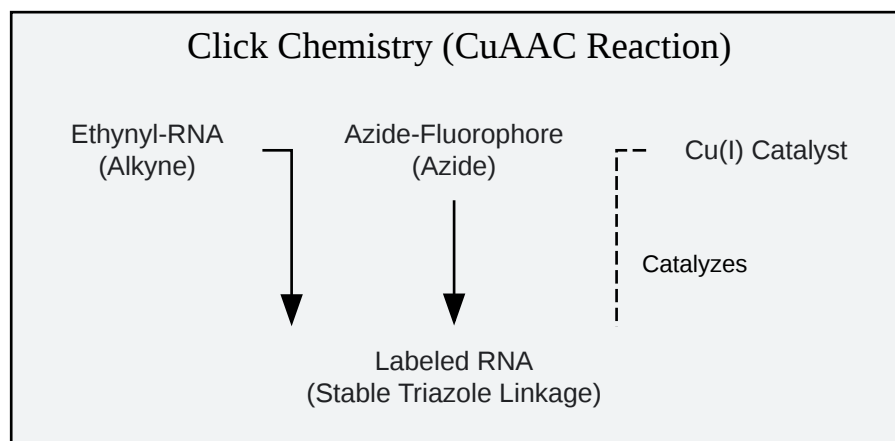 Click Chemistry (CuAAC Reaction)
Ethynyl-RNA
(Alkyne)
Azide-Fluorophore
(Azide)
Cu(I) Catalyst
Catalyzes
Labeled RNA
(Stable Triazole Linkage)